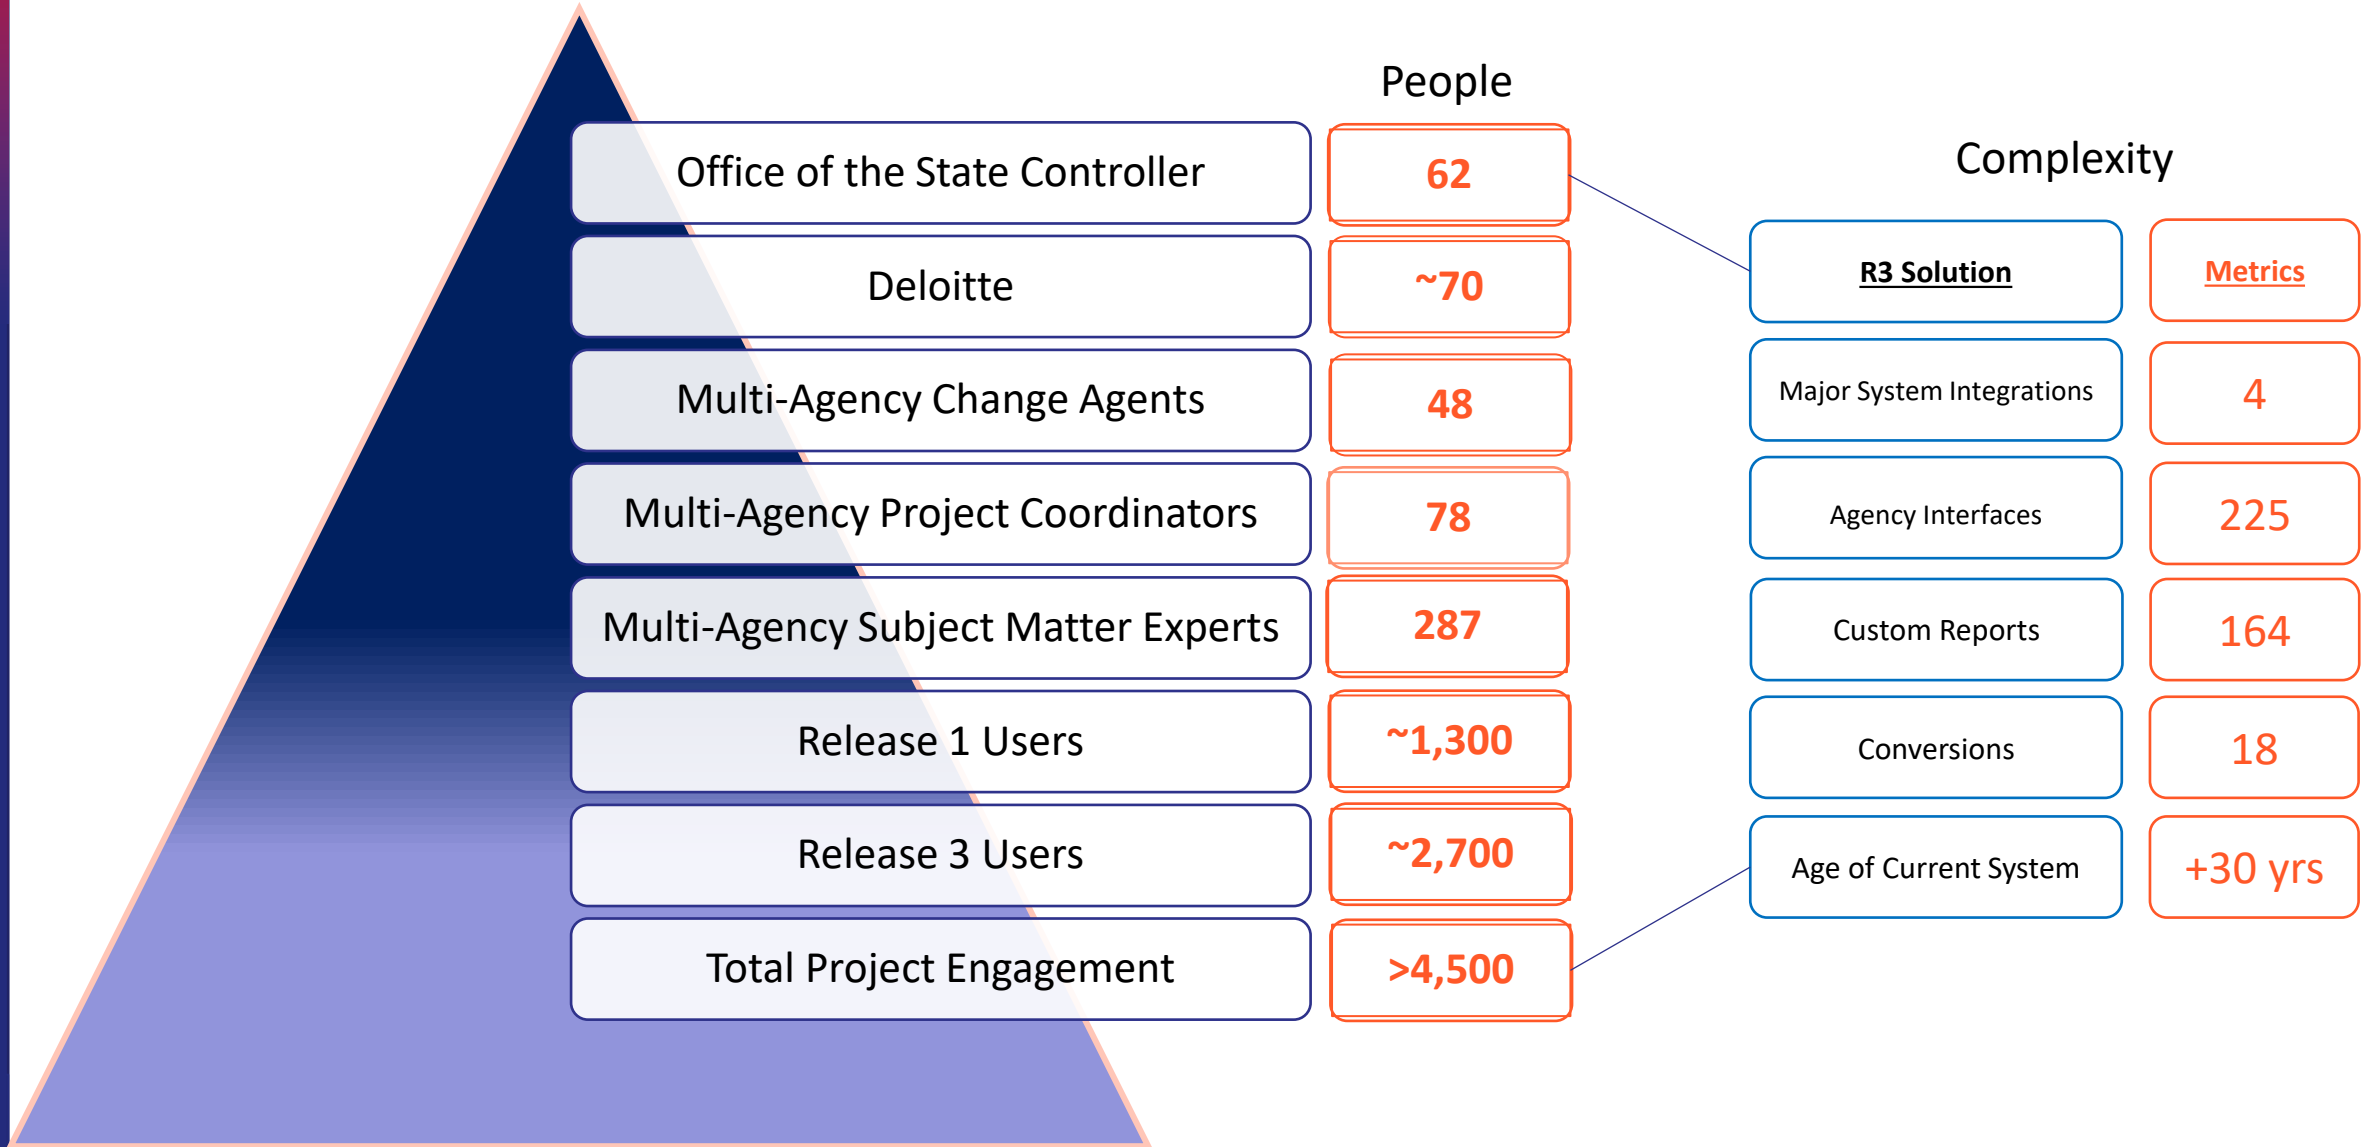 People
Office of the State Controller
62
Deloitte
~70
Multi-Agency Change Agents
48
Multi-Agency Project Coordinators
78
Multi-Agency Subject Matter Experts
287
Release 1 Users
~1,300
Release 3 Users
~2,700
Total Project Engagement
>4,500
Complexity
R3 Solution
Metrics
Major System Integrations
4
Agency Interfaces
225
Custom Reports
164
Conversions
18
Age of Current System
+30 yrs